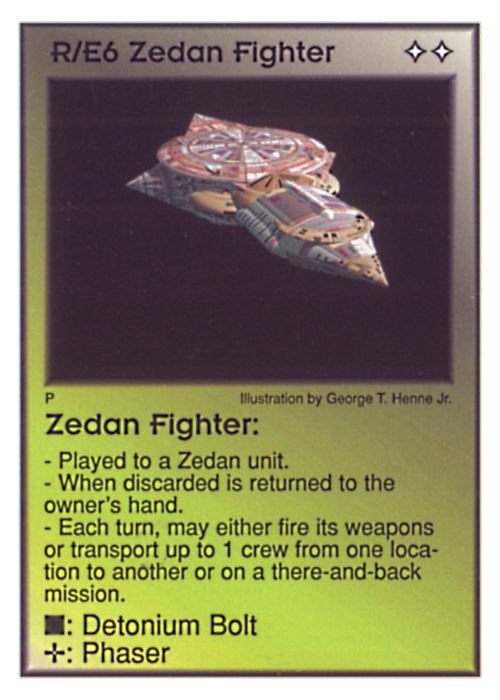 R/E6 Zedan Fighter ✧✧
P
Illustration by George T. Henne Jr.
Zedan Fighter:
- Played to a Zedan unit.
- When discarded is returned to the
owner's hand.
- Each turn, may either fire its weapons
or transport up to 1 crew from one loca-
tion to another or on a there-and-back
mission.
■: Detonium Bolt
✢: Phaser